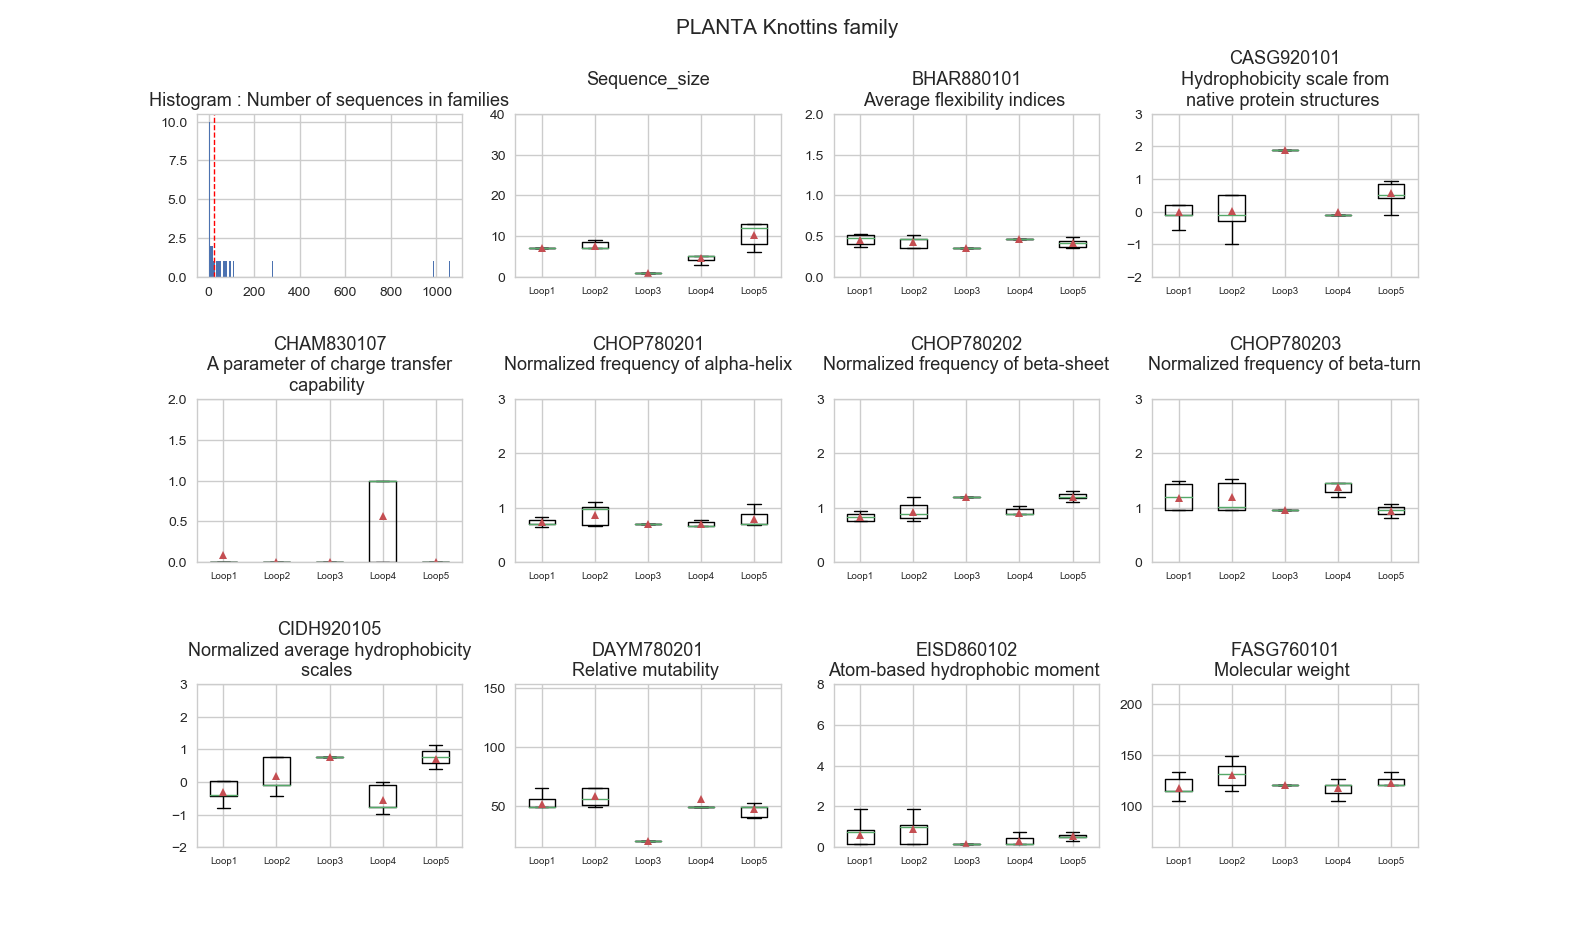 PLANTA Knottins family
Histogram : Number of sequences in families
10.0
7.5
5.0
2.5
0.0
0 200 400 600 800 1000
Sequence_size
40
30
20
10
0
Loop1 Loop2 Loop3 Loop4 Loop5
BHAR880101
Average flexibility indices
2.0
1.5
1.0
0.5
0.0
Loop1 Loop2 Loop3 Loop4 Loop5
CASG920101
Hydrophobicity scale from
native protein structures
3
2
1
0
−1
−2
Loop1 Loop2 Loop3 Loop4 Loop5
CHAM830107
A parameter of charge transfer
capability
2.0
1.5
1.0
0.5
0.0
Loop1 Loop2 Loop3 Loop4 Loop5
CHOP780201
Normalized frequency of alpha-helix
3
2
1
0
Loop1 Loop2 Loop3 Loop4 Loop5
CHOP780202
Normalized frequency of beta-sheet
3
2
1
0
Loop1 Loop2 Loop3 Loop4 Loop5
CHOP780203
Normalized frequency of beta-turn
3
2
1
0
Loop1 Loop2 Loop3 Loop4 Loop5
CIDH920105
Normalized average hydrophobicity
scales
3
2
1
0
−1
−2
Loop1 Loop2 Loop3 Loop4 Loop5
DAYM780201
Relative mutability
150
100
50
Loop1 Loop2 Loop3 Loop4 Loop5
EISD860102
Atom-based hydrophobic moment
8
6
4
2
0
Loop1 Loop2 Loop3 Loop4 Loop5
FASG760101
Molecular weight
200
150
100
Loop1 Loop2 Loop3 Loop4 Loop5